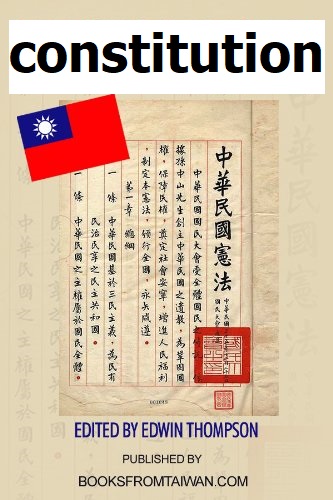 constitution
中華民國憲法
中華民國國民大會受全體國民之付託，依
據孫中山先生創立中華民國之遺教，為鞏固國
權，保障民權，奠定社會安寧，增進人民福利
，制定本憲法，頒行全國，永矢咸遵。
第一章 總綱
第一條 中華民國基於三民主義，為民有
民治民享之民主共和國。
第二條 中華民國之主權屬於國民全體。
EDITED BY EDWIN THOMPSON
PUBLISHED BY
BOOKSFROMTAIWAN.COM